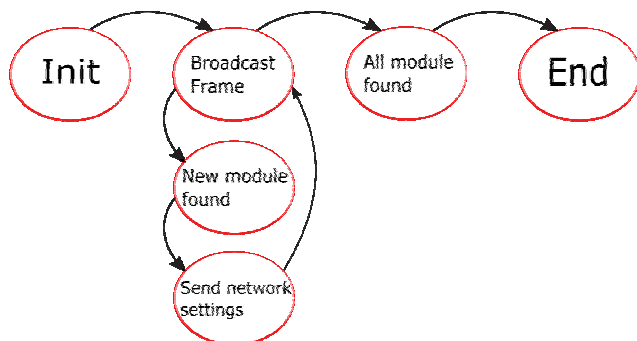 Init
Broadcast
Frame
All module
found
End
New module
found
Send network
settings